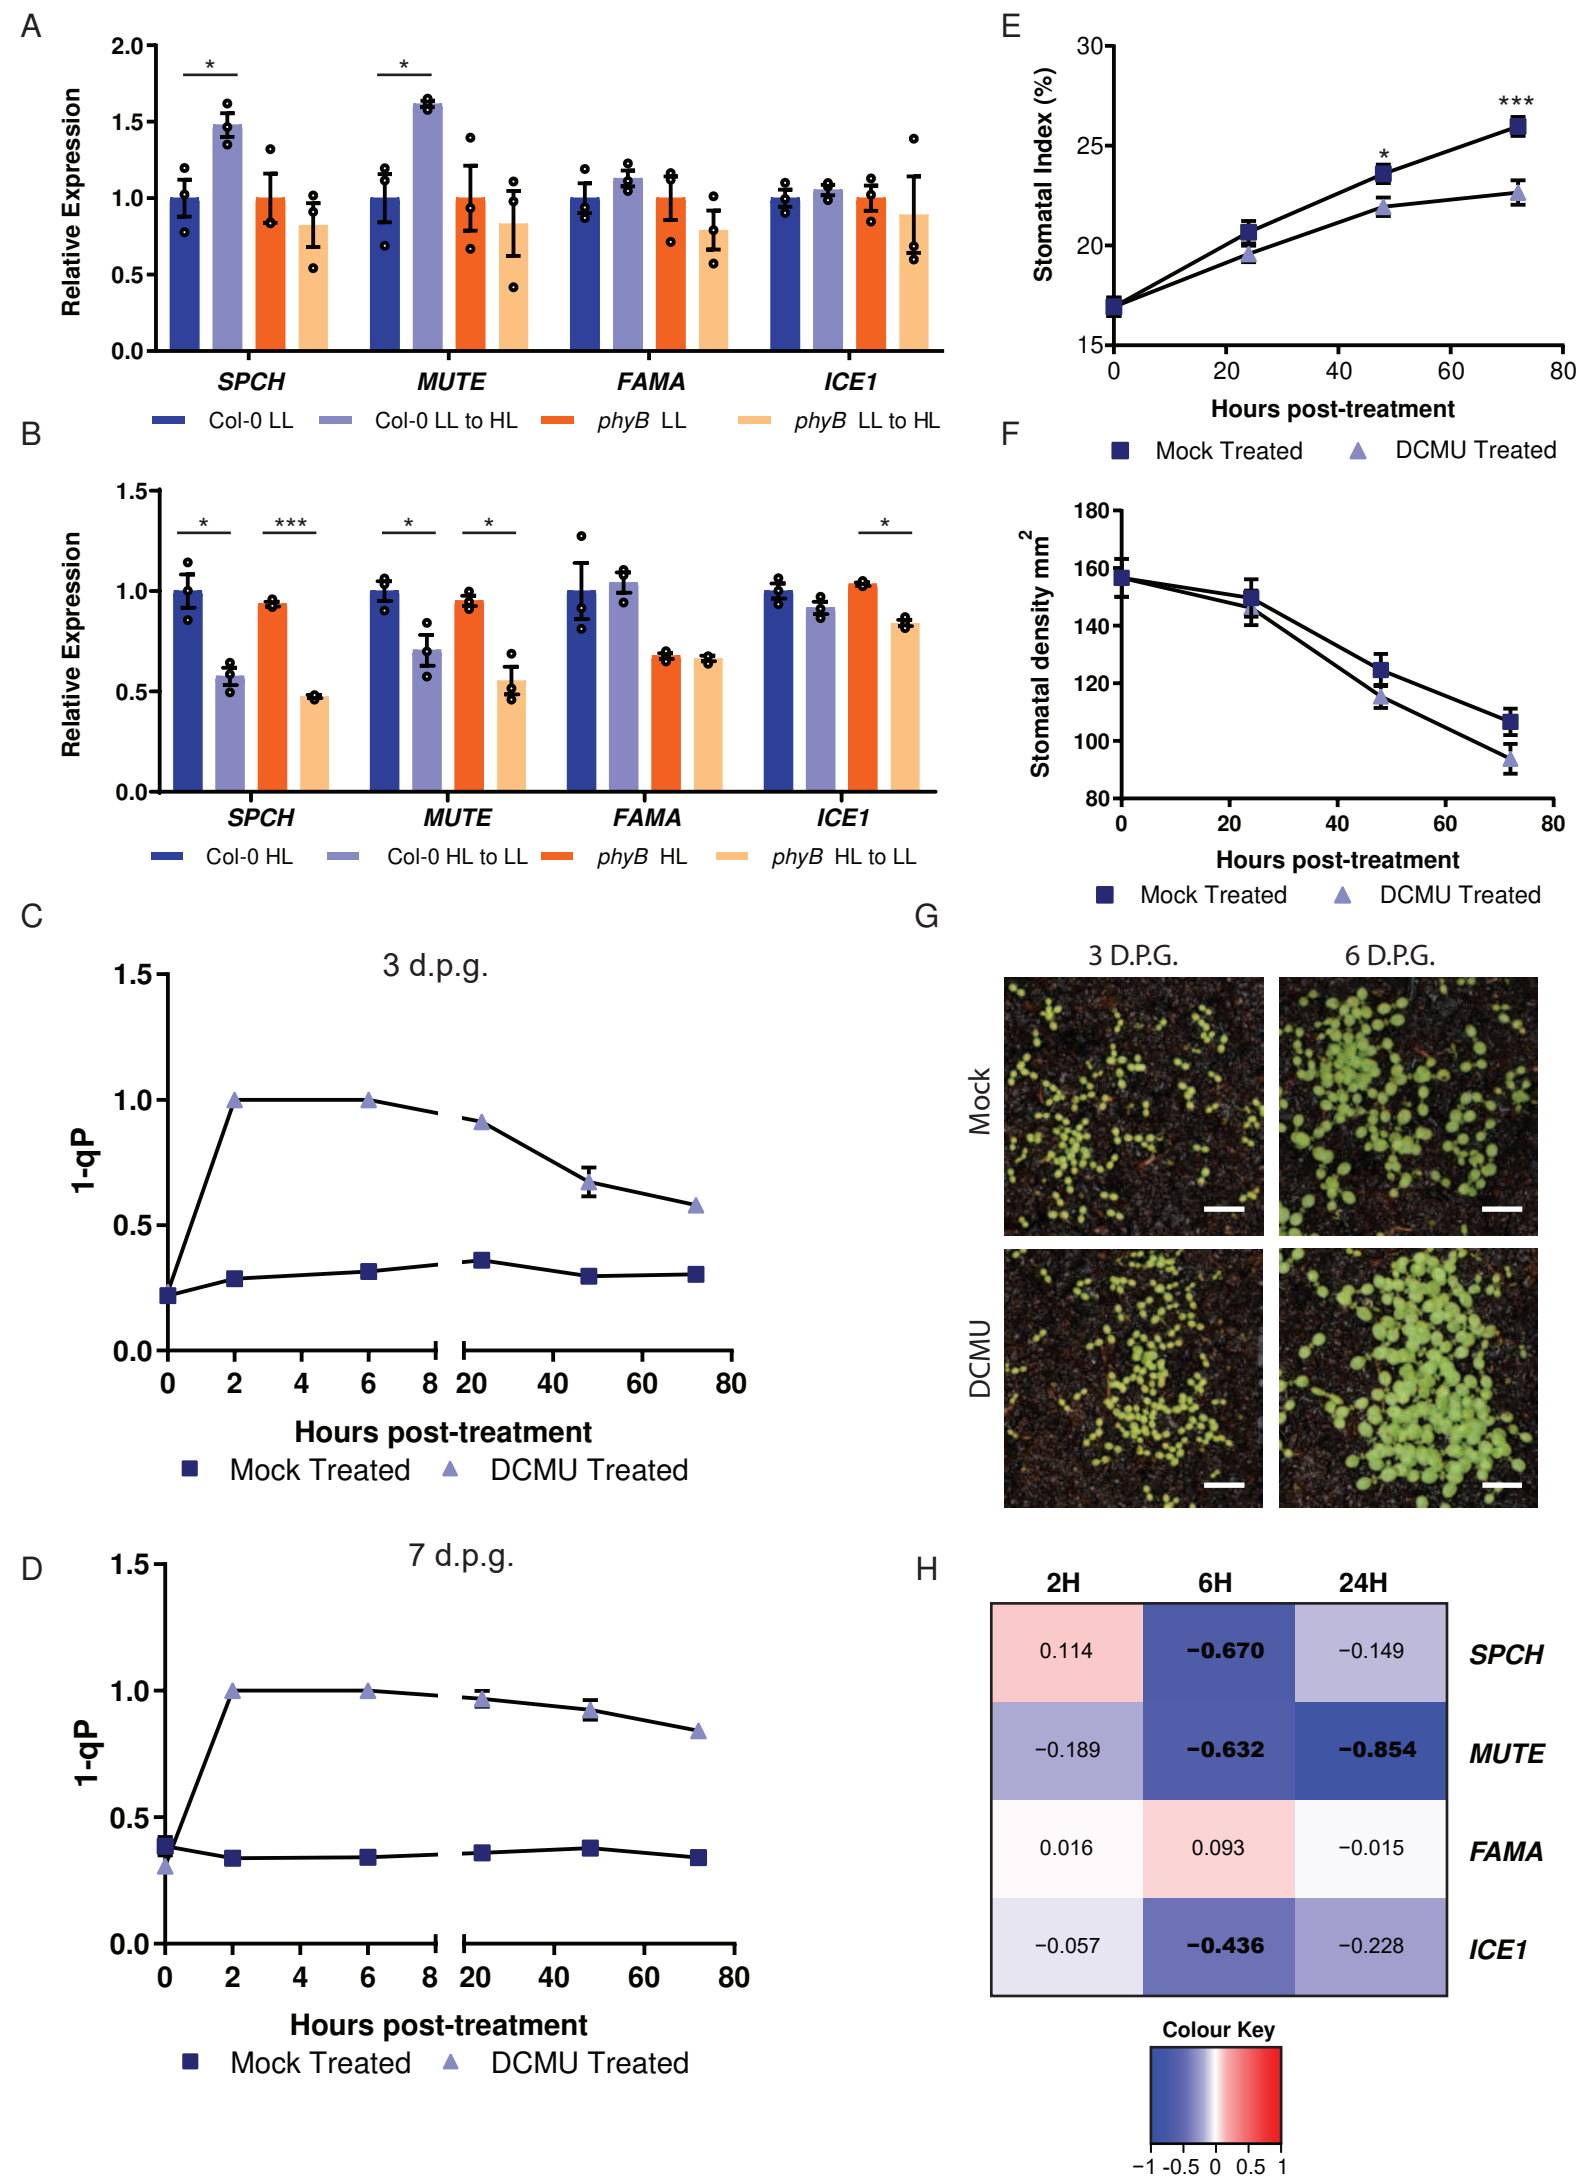 A
2.0
1.5
1.0
0.5
0.0
Relative Expression
* *
SPCH MUTE FAMA ICE1
Col-0 LL Col-0 LL to HL phyB LL phyB LL to HL
B
1.5
1.0
0.5
0.0
Relative Expression
* *** * * *
SPCH MUTE FAMA ICE1
Col-0 HL Col-0 HL to LL phyB HL phyB HL to LL
C
3 d.p.g.
1.5
1.0
0.5
0.0
1-qP
0 2 4 6 8 20 40 60 80
Hours post-treatment
Mock Treated DCMU Treated
D
7 d.p.g.
1.5
1.0
0.5
0.0
1-qP
0 2 4 6 8 20 40 60 80
Hours post-treatment
Mock Treated DCMU Treated
E
30
25
20
15
Stomatal Index (%)
* ***
0 20 40 60 80
Hours post-treatment
Mock Treated DCMU Treated
F
180
160
140
120
100
80
Stomatal density mm2
0 20 40 60 80
Hours post-treatment
Mock Treated DCMU Treated
G
3 D.P.G. 6 D.P.G.
Mock
DCMU
H
2H 6H 24H
0.114 −0.670 −0.149 SPCH
−0.189 −0.632 −0.854 MUTE
0.016 0.093 −0.015 FAMA
−0.057 −0.436 −0.228 ICE1
Colour Key
−1 -0.5 0 0.5 1